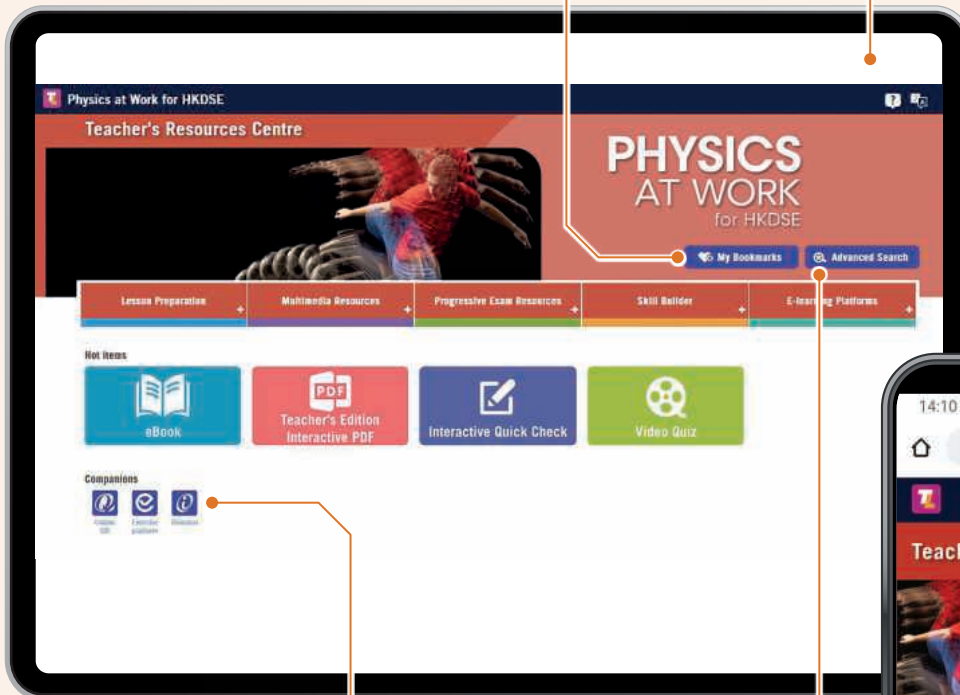 Physics at Work for HKDSE
Teacher's Resources Centre
PHYSICS
AT WORK
for HKDSE
My Bookmarks
Advanced Search
Lesson Preparation +
Multimedia Resources +
Progressive Exam Resources +
Skill Builder +
E-learning Platforms +
Hot items
eBook
PDF
Teacher's Edition
Interactive PDF
Interactive Quick Check
Video Quiz
Companions
14:10
Teach